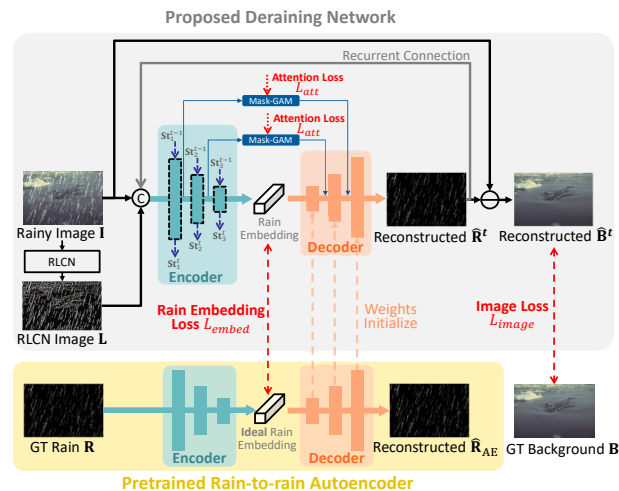 Proposed Deraining Network
Recurrent Connection
Attention Loss
L_att
Mask-GAM
Attention Loss
L_att
Mask-GAM
St_3^{t-1}
St_3^{t-1}
St_3^{t-1}
C
Rainy Image I
RLCN
RLCN Image L
St_1^t
St_2^t
St_3^t
Encoder
Rain
Embedding
Decoder
Reconstructed R̂^t
Reconstructed B̂^t
Rain Embedding
Loss L_embed
Weights
Initialize
Image Loss
L_image
GT Rain R
Encoder
Ideal Rain
Embedding
Decoder
Reconstructed R̂_AE
GT Background B
Pretrained Rain-to-rain Autoencoder